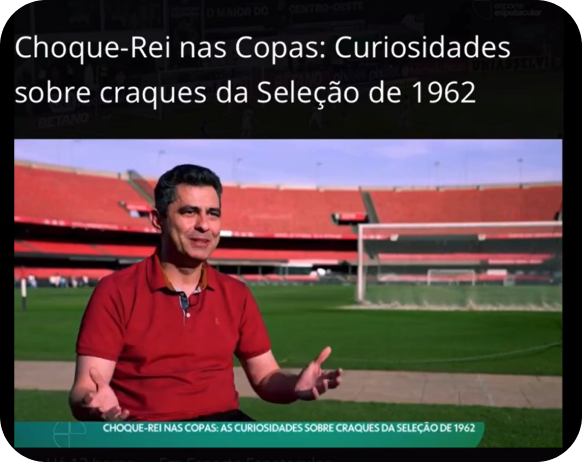 Choque-Rei nas Copas: Curiosidades
sobre craques da Seleção de 1962
CHOQUE-REI NAS COPAS: AS CURIOSIDADES SOBRE CRAQUES DA SELEÇÃO DE 1962